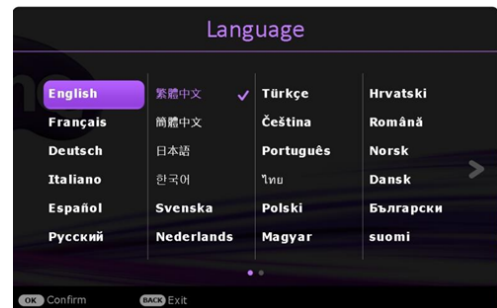 Language
English
Français
Deutsch
Italiano
Español
Русский
繁體中文
簡體中文
日本語
한국어
Svenska
Nederlands
Türkçe
Čeština
Português
ไทย
Polski
Magyar
Hrvatski
Română
Norsk
Dansk
Български
suomi
OK Confirm
BACK Exit